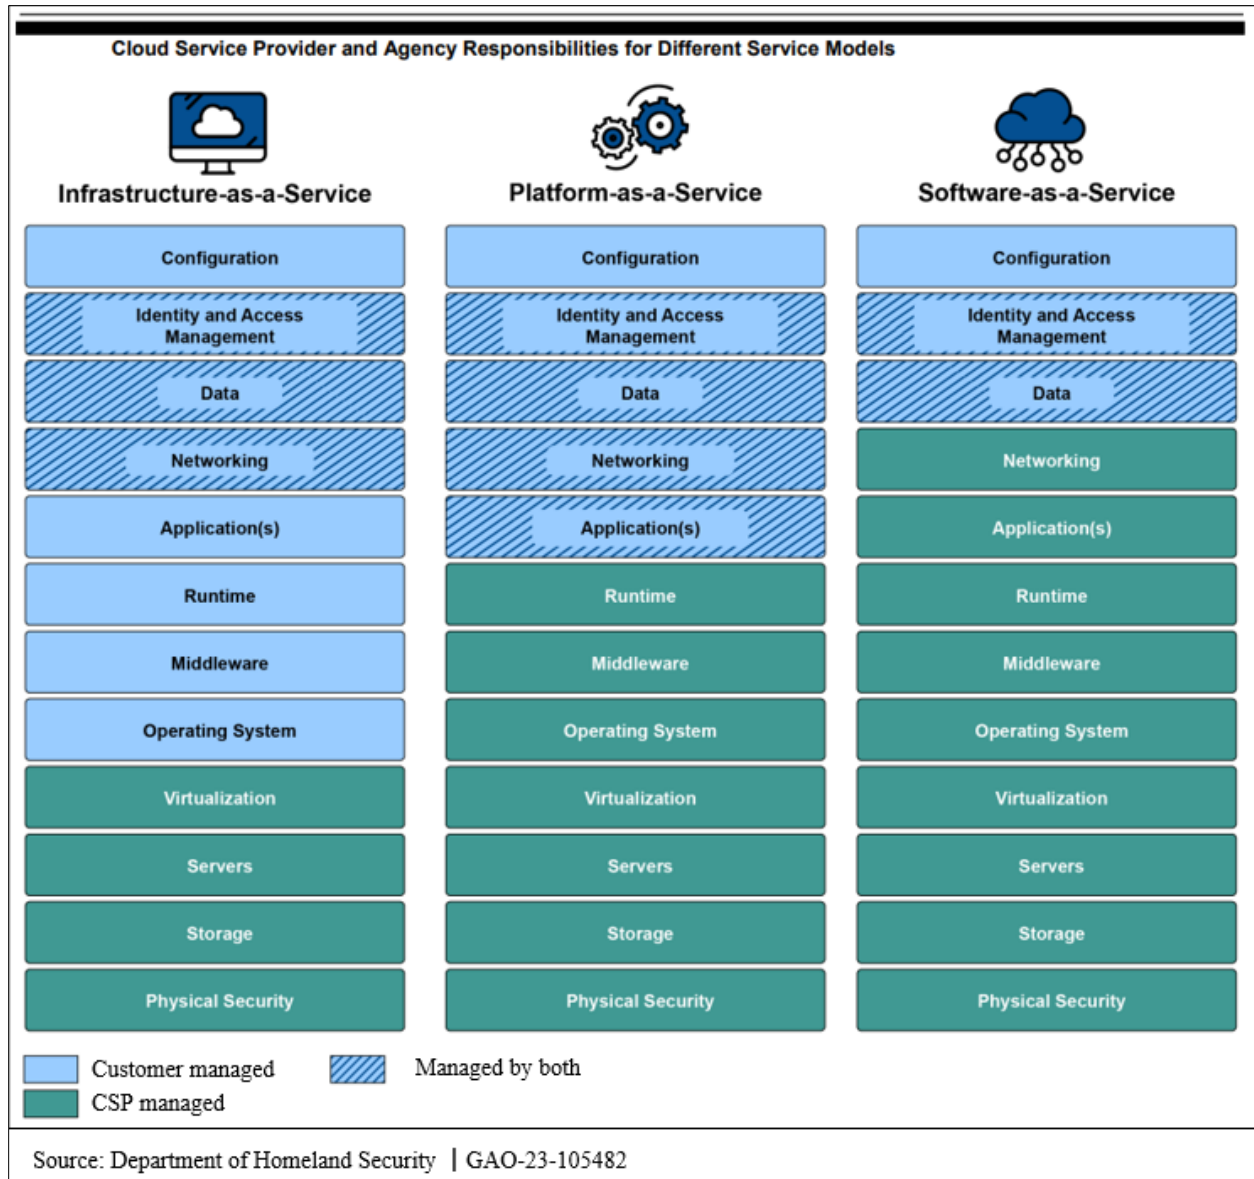 Cloud Service Provider and Agency Responsibilities for Different Service Models
Infrastructure-as-a-Service
Configuration
Identity and Access
Management
Data
Networking
Application(s)
Runtime
Middleware
Operating System
Virtualization
Servers
Storage
Physical Security
Platform-as-a-Service
Configuration
Identity and Access
Management
Data
Networking
Application(s)
Runtime
Middleware
Operating System
Virtualization
Servers
Storage
Physical Security
Software-as-a-Service
Configuration
Identity and Access
Management
Data
Networking
Application(s)
Runtime
Middleware
Operating System
Virtualization
Servers
Storage
Physical Security
Customer managed
Managed by both
CSP managed
Source: Department of Homeland Security | GAO-23-105482